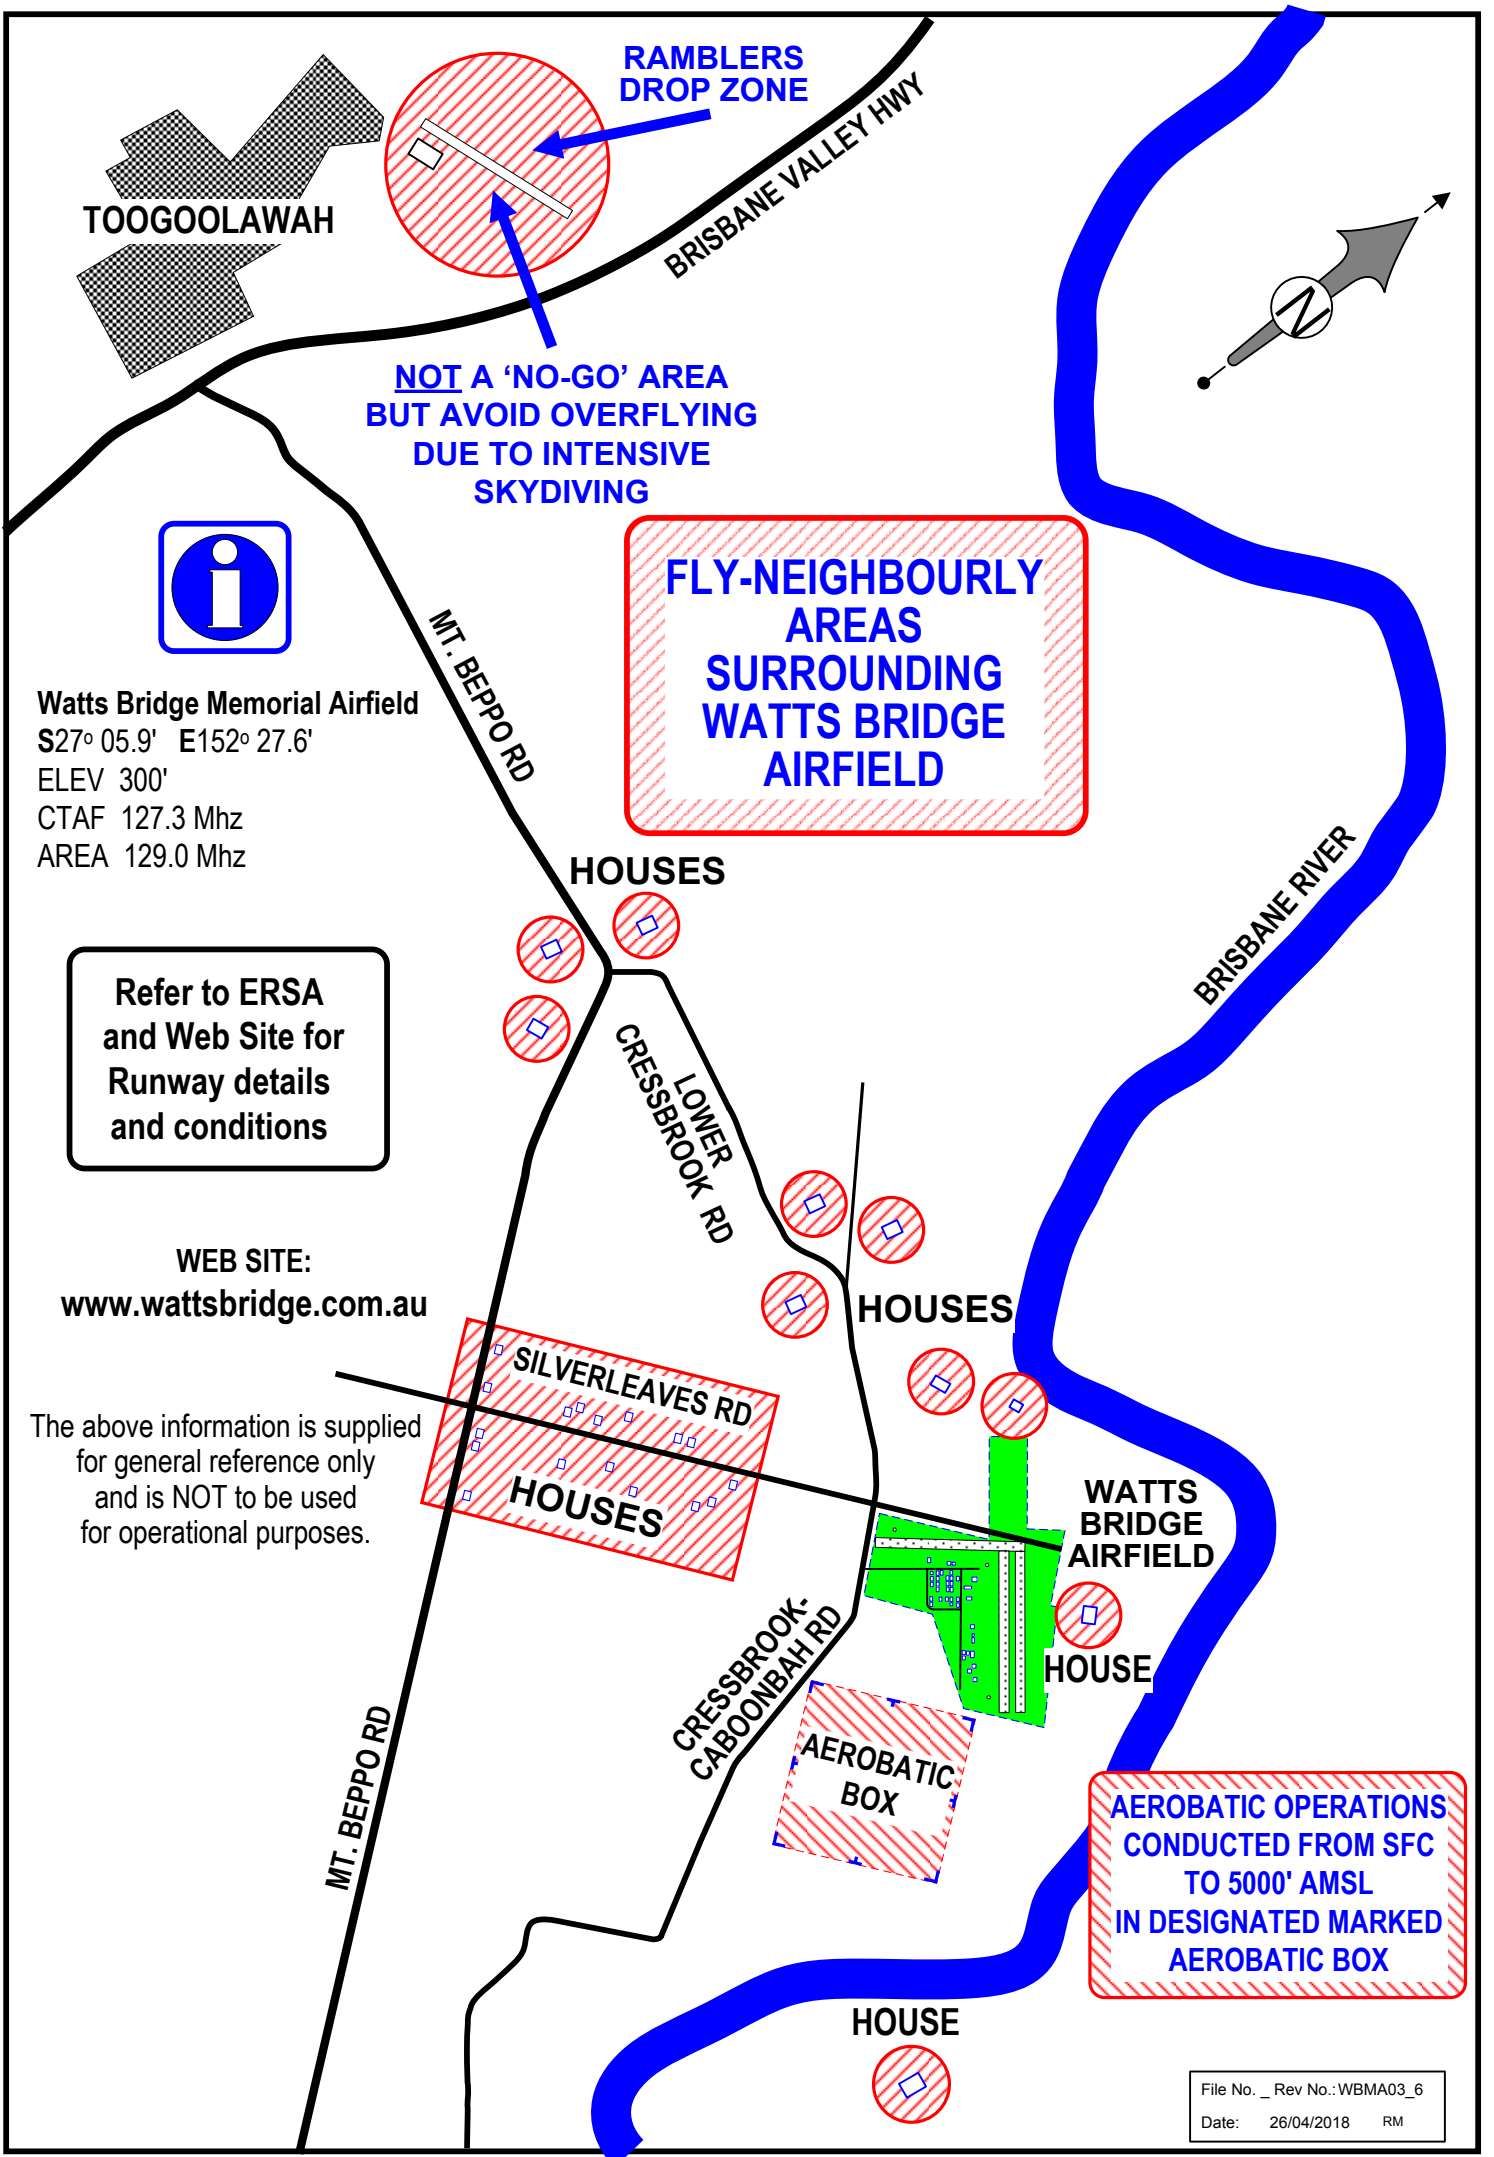 RAMBLERS
DROP ZONE
BRISBANE VALLEY HWY
TOOGOOLAWAH
N
NOT A ‘NO-GO’ AREA
BUT AVOID OVERFLYING
DUE TO INTENSIVE
SKYDIVING
i
FLY-NEIGHBOURLY
AREAS
SURROUNDING
WATTS BRIDGE
AIRFIELD
MT. BEPPO RD
Watts Bridge Memorial Airfield
S27º 05.9' E152º 27.6'
ELEV 300'
CTAF 127.3 Mhz
AREA 129.0 Mhz
HOUSES
BRISBANE RIVER
Refer to ERSA
and Web Site for
Runway details
and conditions
LOWER
CRESSBROOK RD
WEB SITE:
www.wattsbridge.com.au
HOUSES
SILVERLEAVES RD
HOUSES
The above information is supplied
for general reference only
and is NOT to be used
for operational purposes.
WATTS
BRIDGE
AIRFIELD
HOUSE
CRESSBROOK-
CABOONBAH RD
MT. BEPPO RD
AEROBATIC
BOX
AEROBATIC OPERATIONS
CONDUCTED FROM SFC
TO 5000' AMSL
IN DESIGNATED MARKED
AEROBATIC BOX
HOUSE
File No. _ Rev No.: WBMA03_6
Date: 26/04/2018 RM